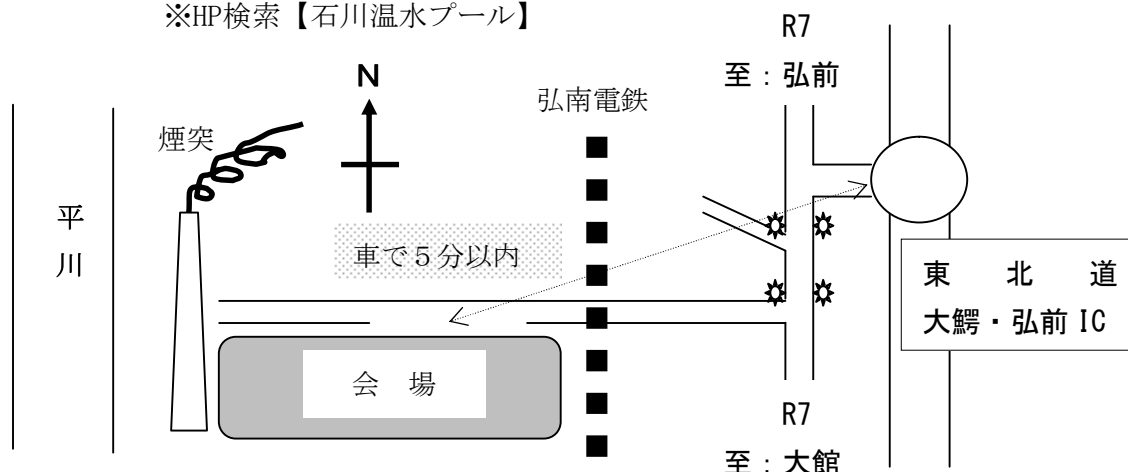 ※HP検索【石川温水プール】
R7
至：弘前
N
弘南電鉄
煙突
平
川
車で５分以内
東　北　道
大鰐・弘前 IC
会　場
R7
至：大館